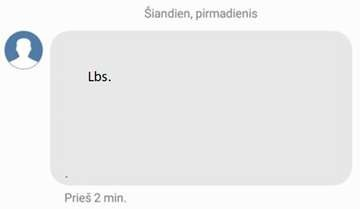 Šiandien, pirmadienis
Lbs.
.
Prieš 2 min.